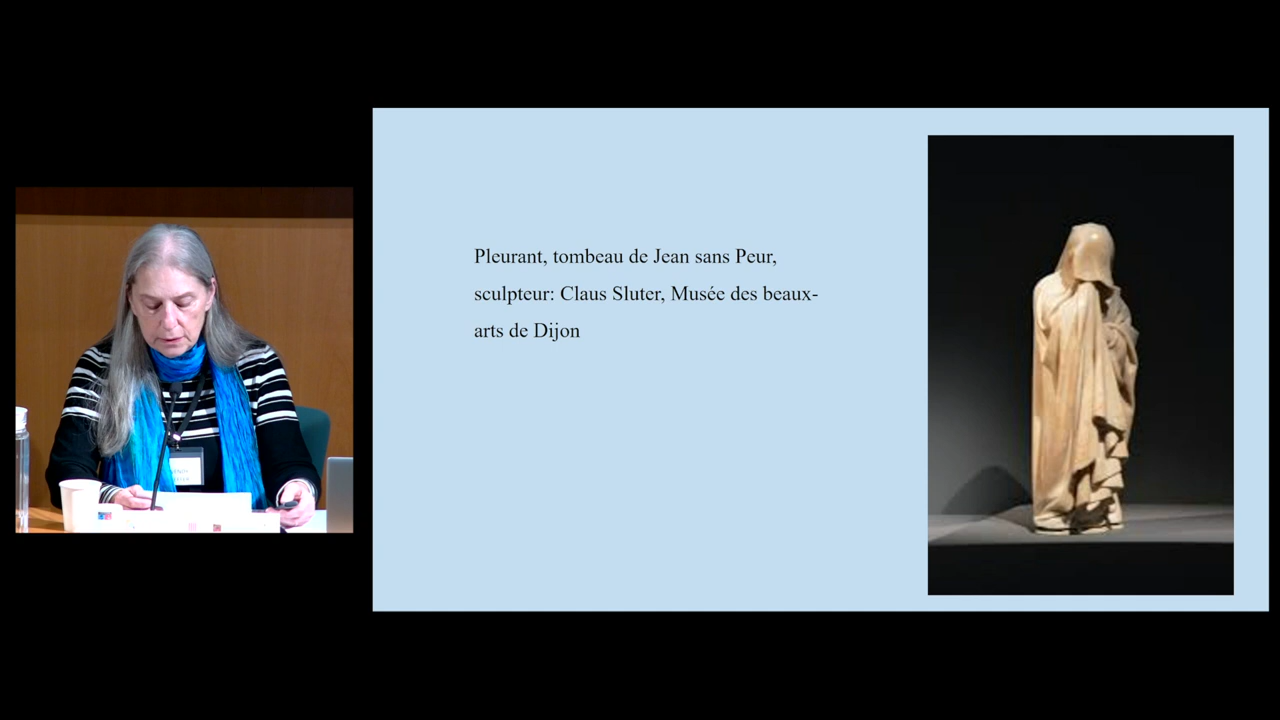 Pleurant, tombeau de Jean sans Peur,
sculpteur: Claus Sluter, Musée des beaux-
arts de Dijon